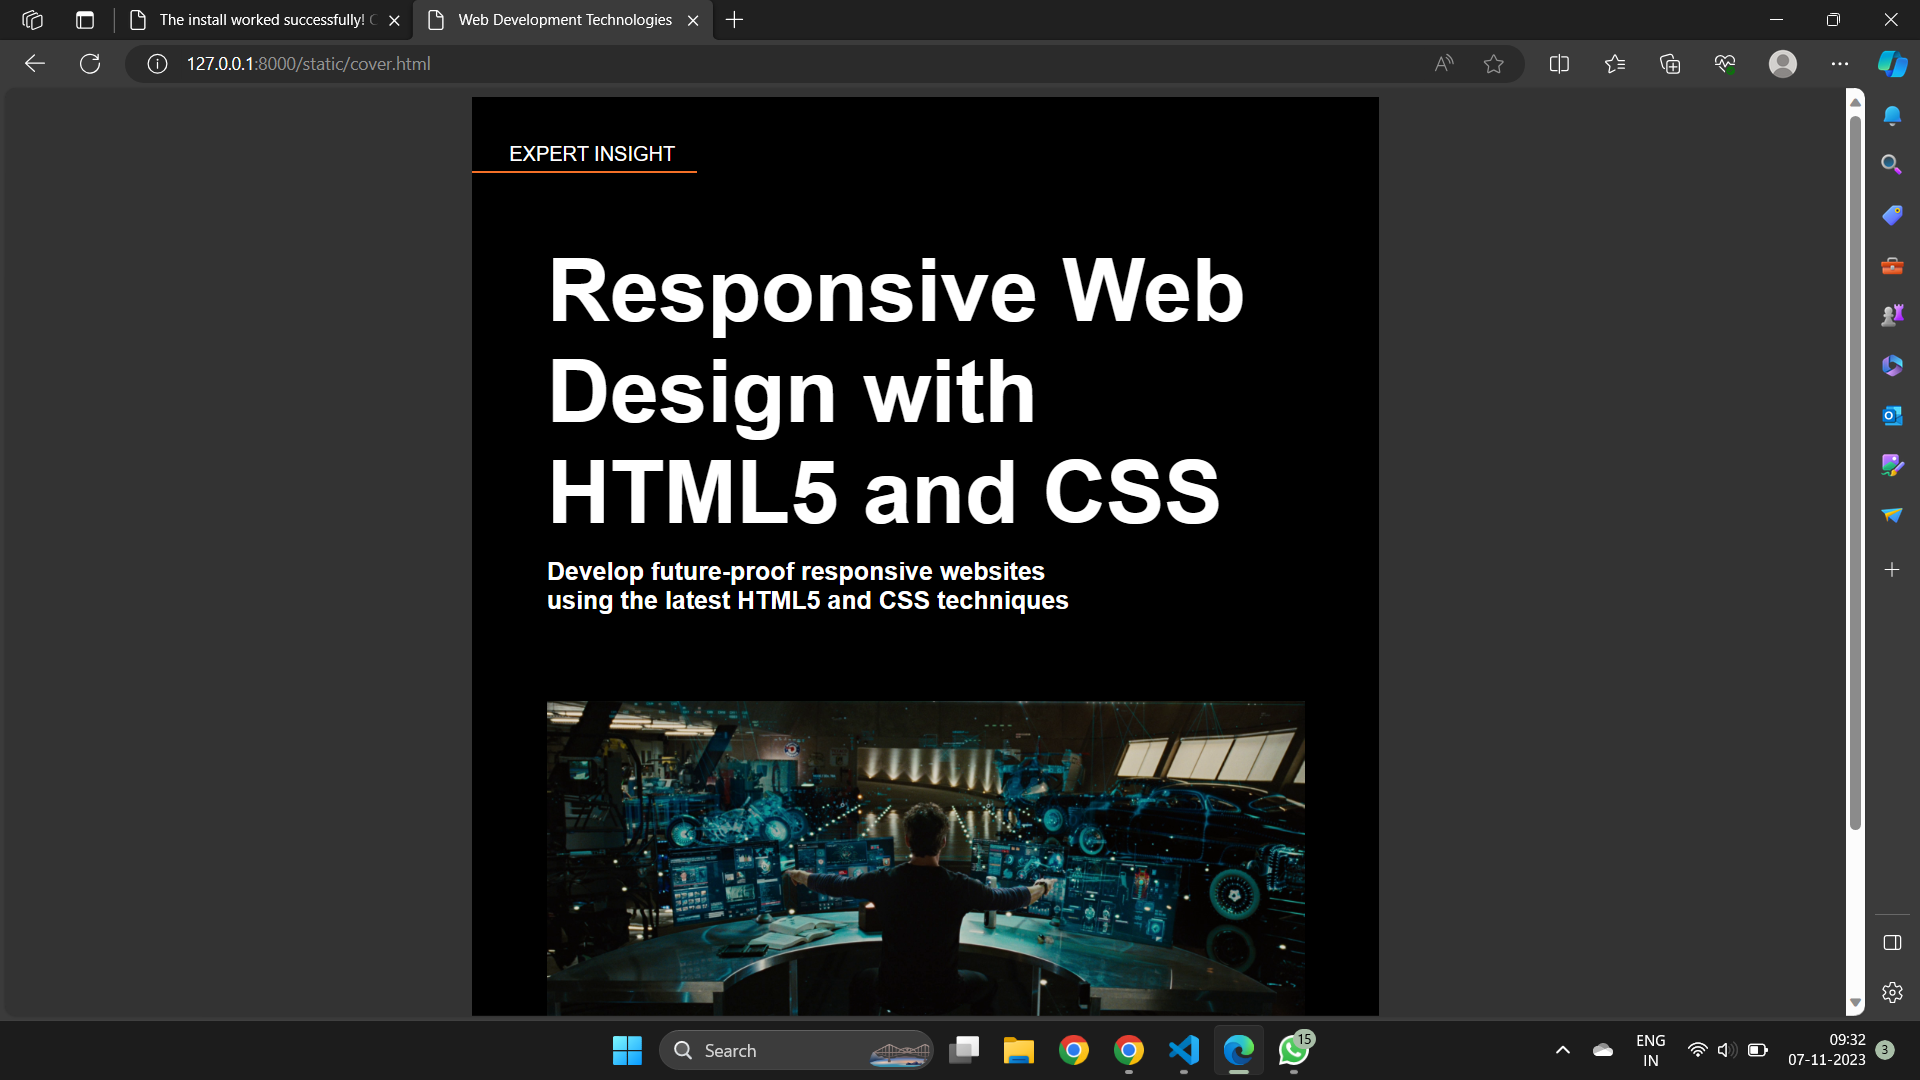 The install worked successfully! C
Web Development Technologies
127.0.0.1:8000/static/cover.html
EXPERT INSIGHT
Responsive Web
Design with
HTML5 and CSS
Develop future-proof responsive websites
using the latest HTML5 and CSS techniques
Search
15
ENG
IN
09:32
07-11-2023
3